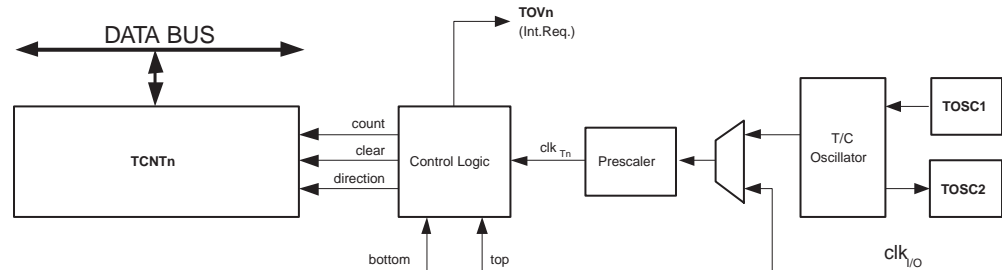 DATA BUS
TOVn
(Int.Req.)
TCNTn
count
clear
direction
Control Logic
clk Tn
Prescaler
T/C
Oscillator
TOSC1
TOSC2
bottom
top
clk I/O